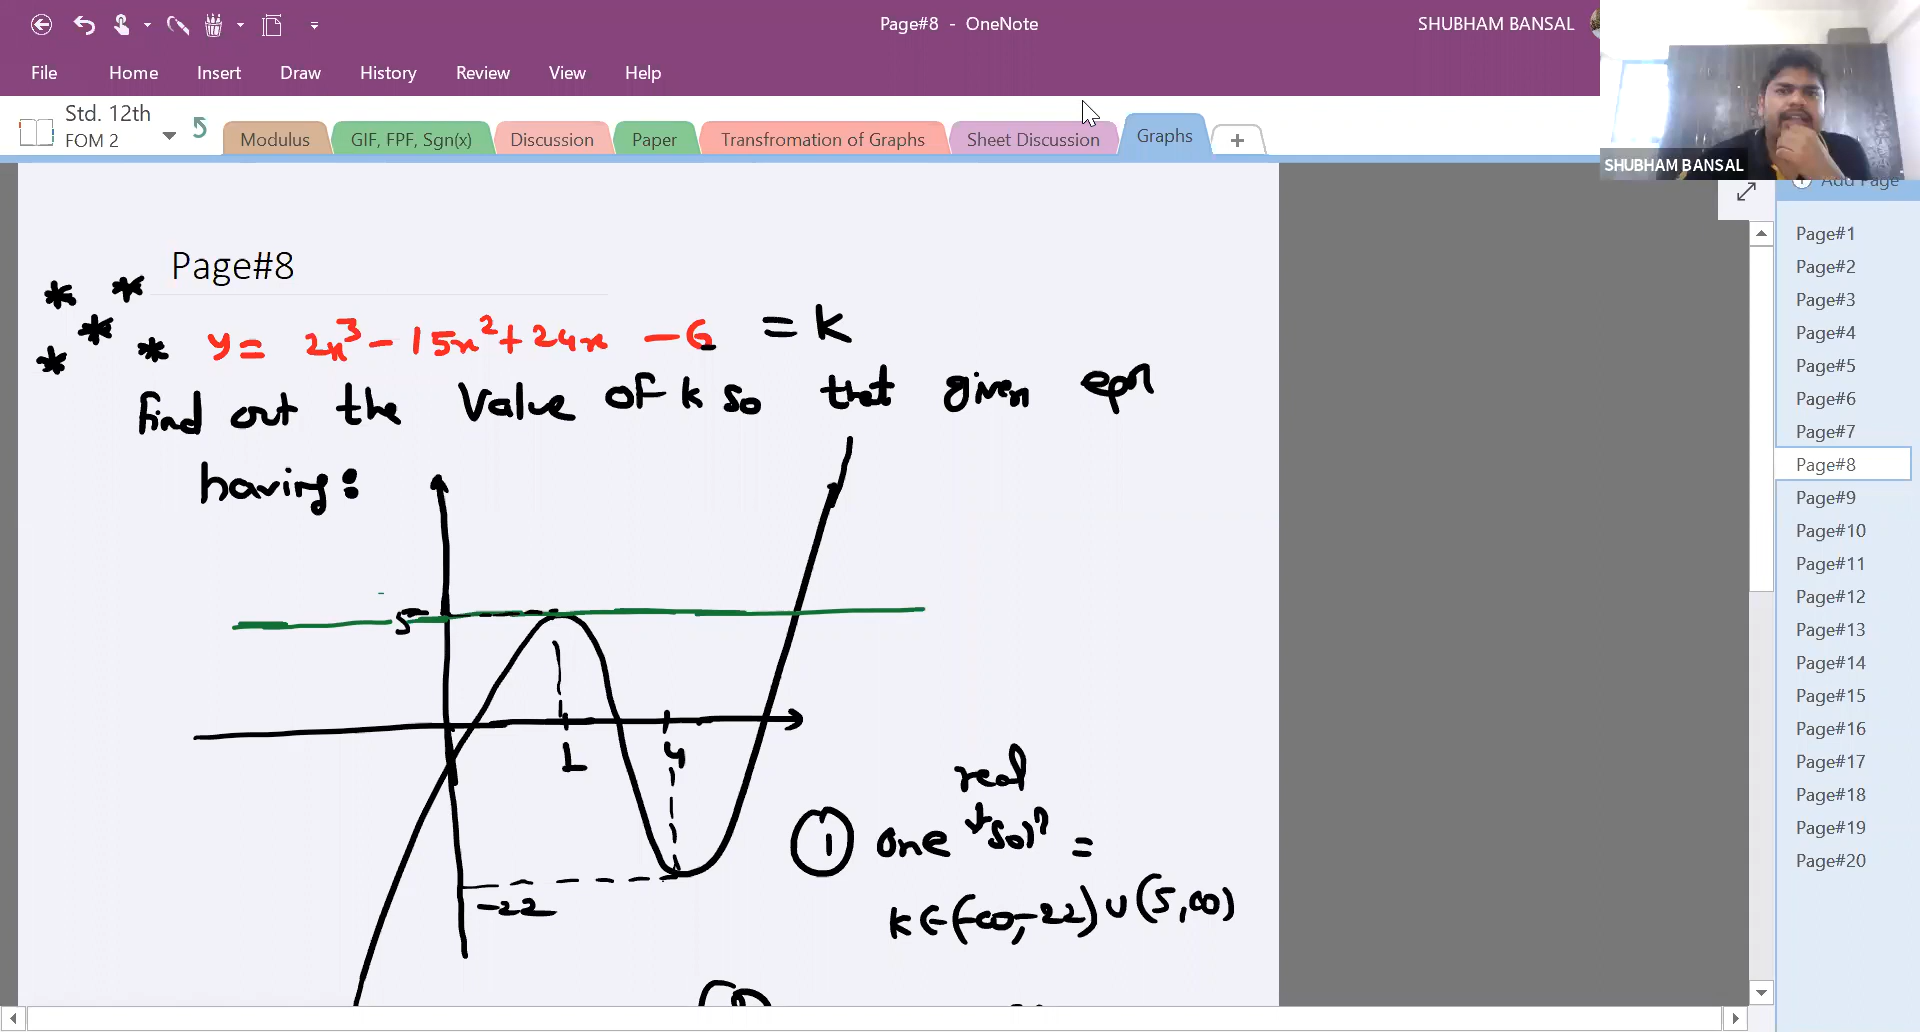 Page#8 - OneNote
SHUBHAM BANSAL
File Home Insert Draw History Review View Help
Std. 12th
FOM 2
Modulus GIF, FPF, Sgn(x) Discussion Paper Transfromation of Graphs Sheet Discussion Graphs +
SHUBHAM BANSAL
Add Page
Page#1
Page#2
Page#3
Page#4
Page#5
Page#6
Page#7
Page#8
Page#9
Page#10
Page#11
Page#12
Page#13
Page#14
Page#15
Page#16
Page#17
Page#18
Page#19
Page#20
Page#8
* * * * * y = 2x³ - 15x² + 24x - 6 = K
find out the Value of k so that given eqn
having:
5
1
4
-22
real
① one soln =
k ∈ (-∞, -22) ∪ (5, ∞)